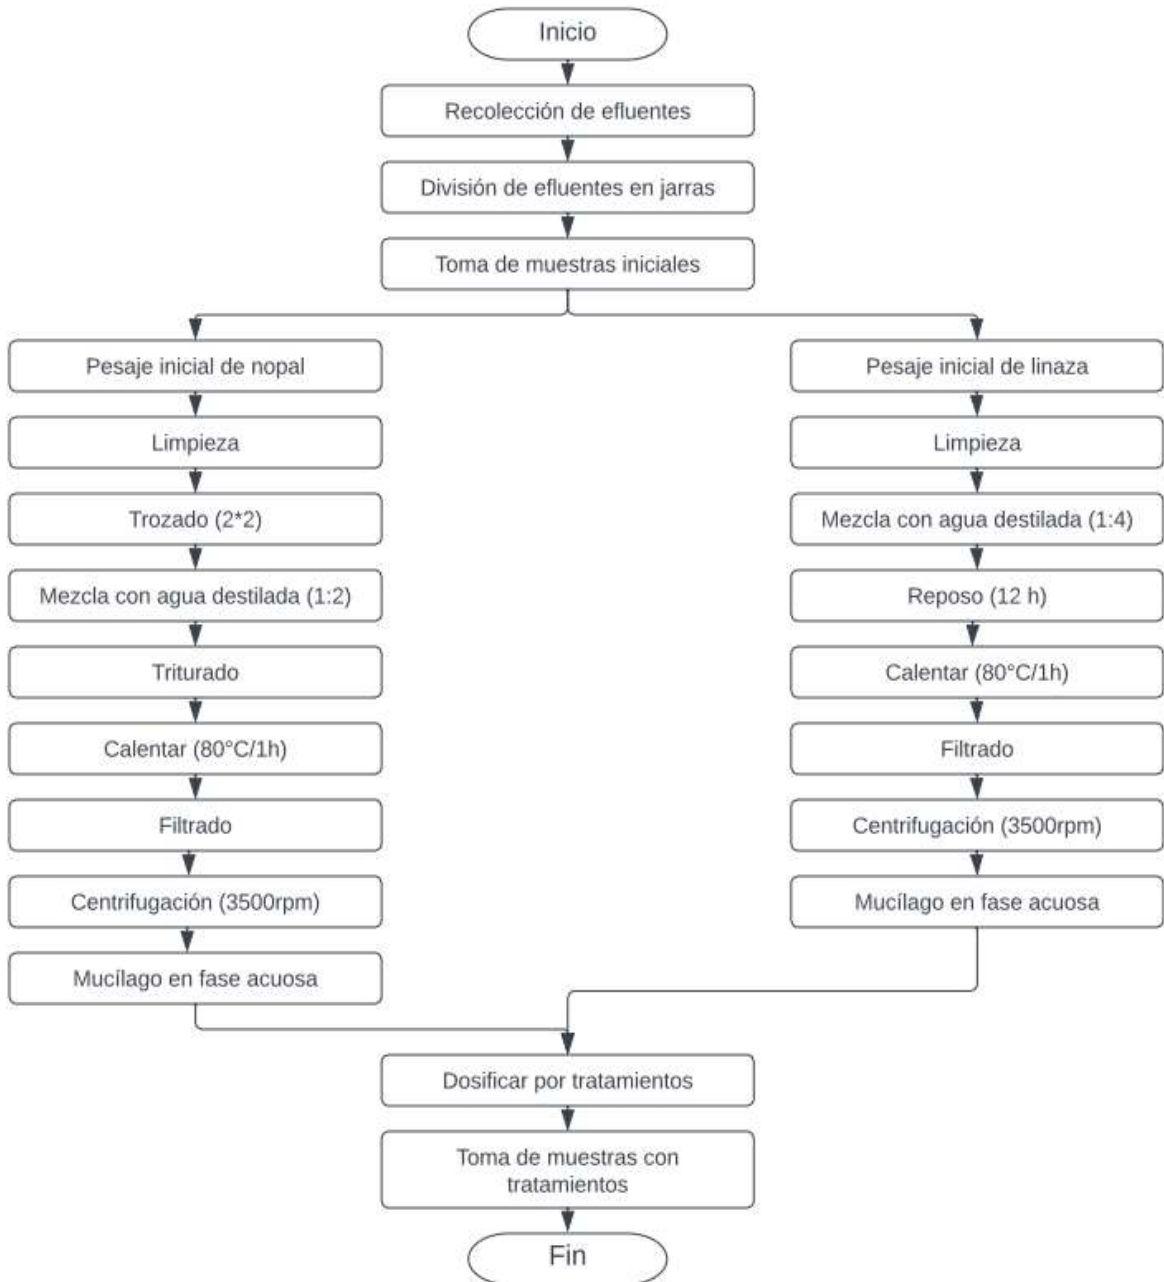 Inicio
Recolección de efluentes
División de efluentes en jarras
Toma de muestras iniciales
Pesaje inicial de nopal
Limpieza
Trozado (2*2)
Mezcla con agua destilada (1:2)
Triturado
Calentar (80°C/1h)
Filtrado
Centrifugación (3500rpm)
Mucílago en fase acuosa
Pesaje inicial de linaza
Limpieza
Mezcla con agua destilada (1:4)
Reposo (12 h)
Calentar (80°C/1h)
Filtrado
Centrifugación (3500rpm)
Mucílago en fase acuosa
Dosificar por tratamientos
Toma de muestras con
tratamientos
Fin